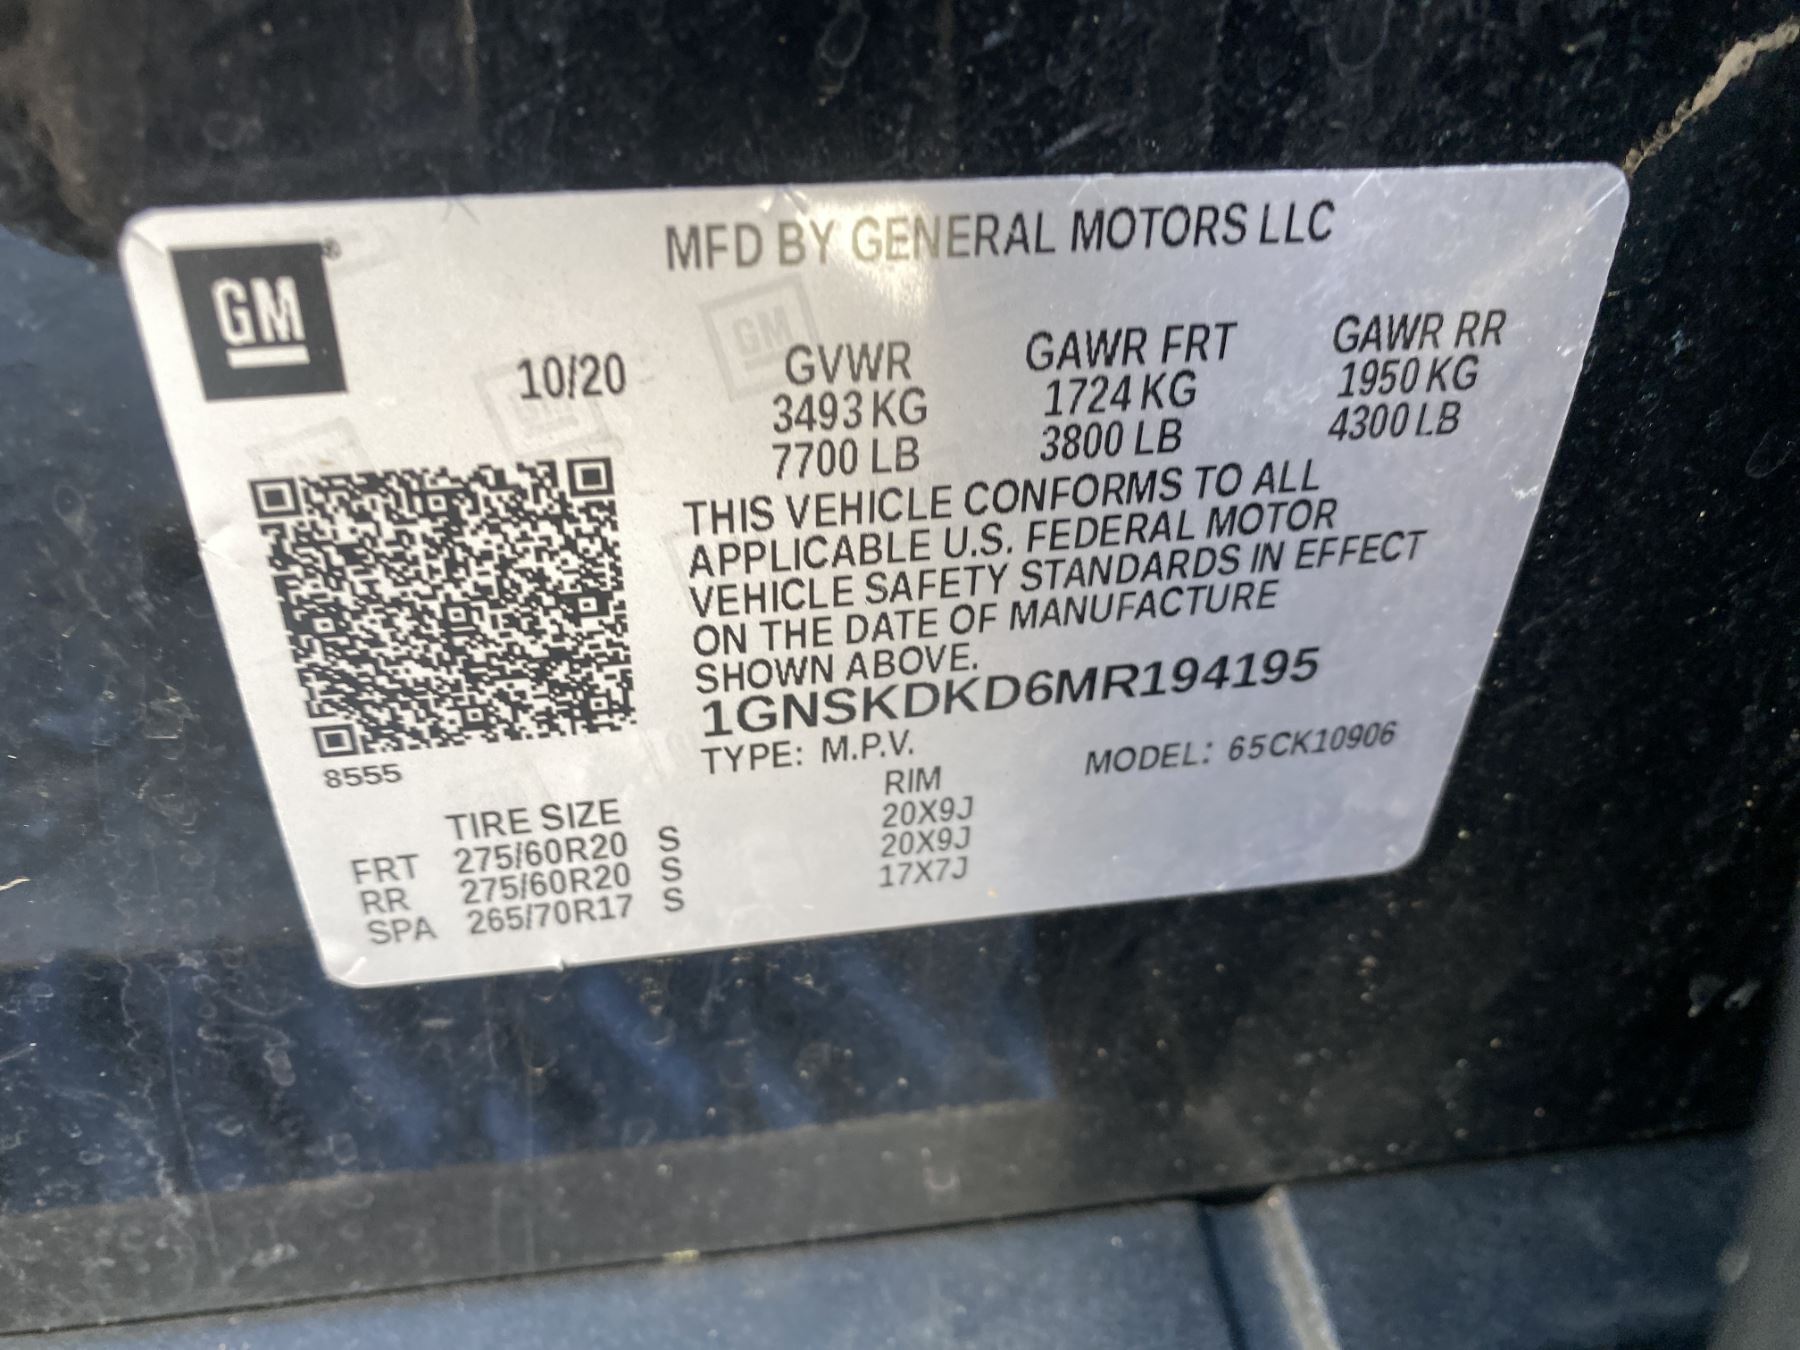 MFD BY GENERAL MOTORS LLC
GM®
10/20
GVWR GAWR FRT GAWR RR
3493 KG 1724 KG 1950 KG
7700 LB 3800 LB 4300 LB
THIS VEHICLE CONFORMS TO ALL
APPLICABLE U.S. FEDERAL MOTOR
VEHICLE SAFETY STANDARDS IN EFFECT
ON THE DATE OF MANUFACTURE
SHOWN ABOVE.
1GNSKDKD6MR194195
TYPE: M.P.V. MODEL: 65CK10906
8555
TIRE SIZE RIM
FRT 275/60R20 S 20X9J
RR 275/60R20 S 20X9J
SPA 265/70R17 S 17X7J